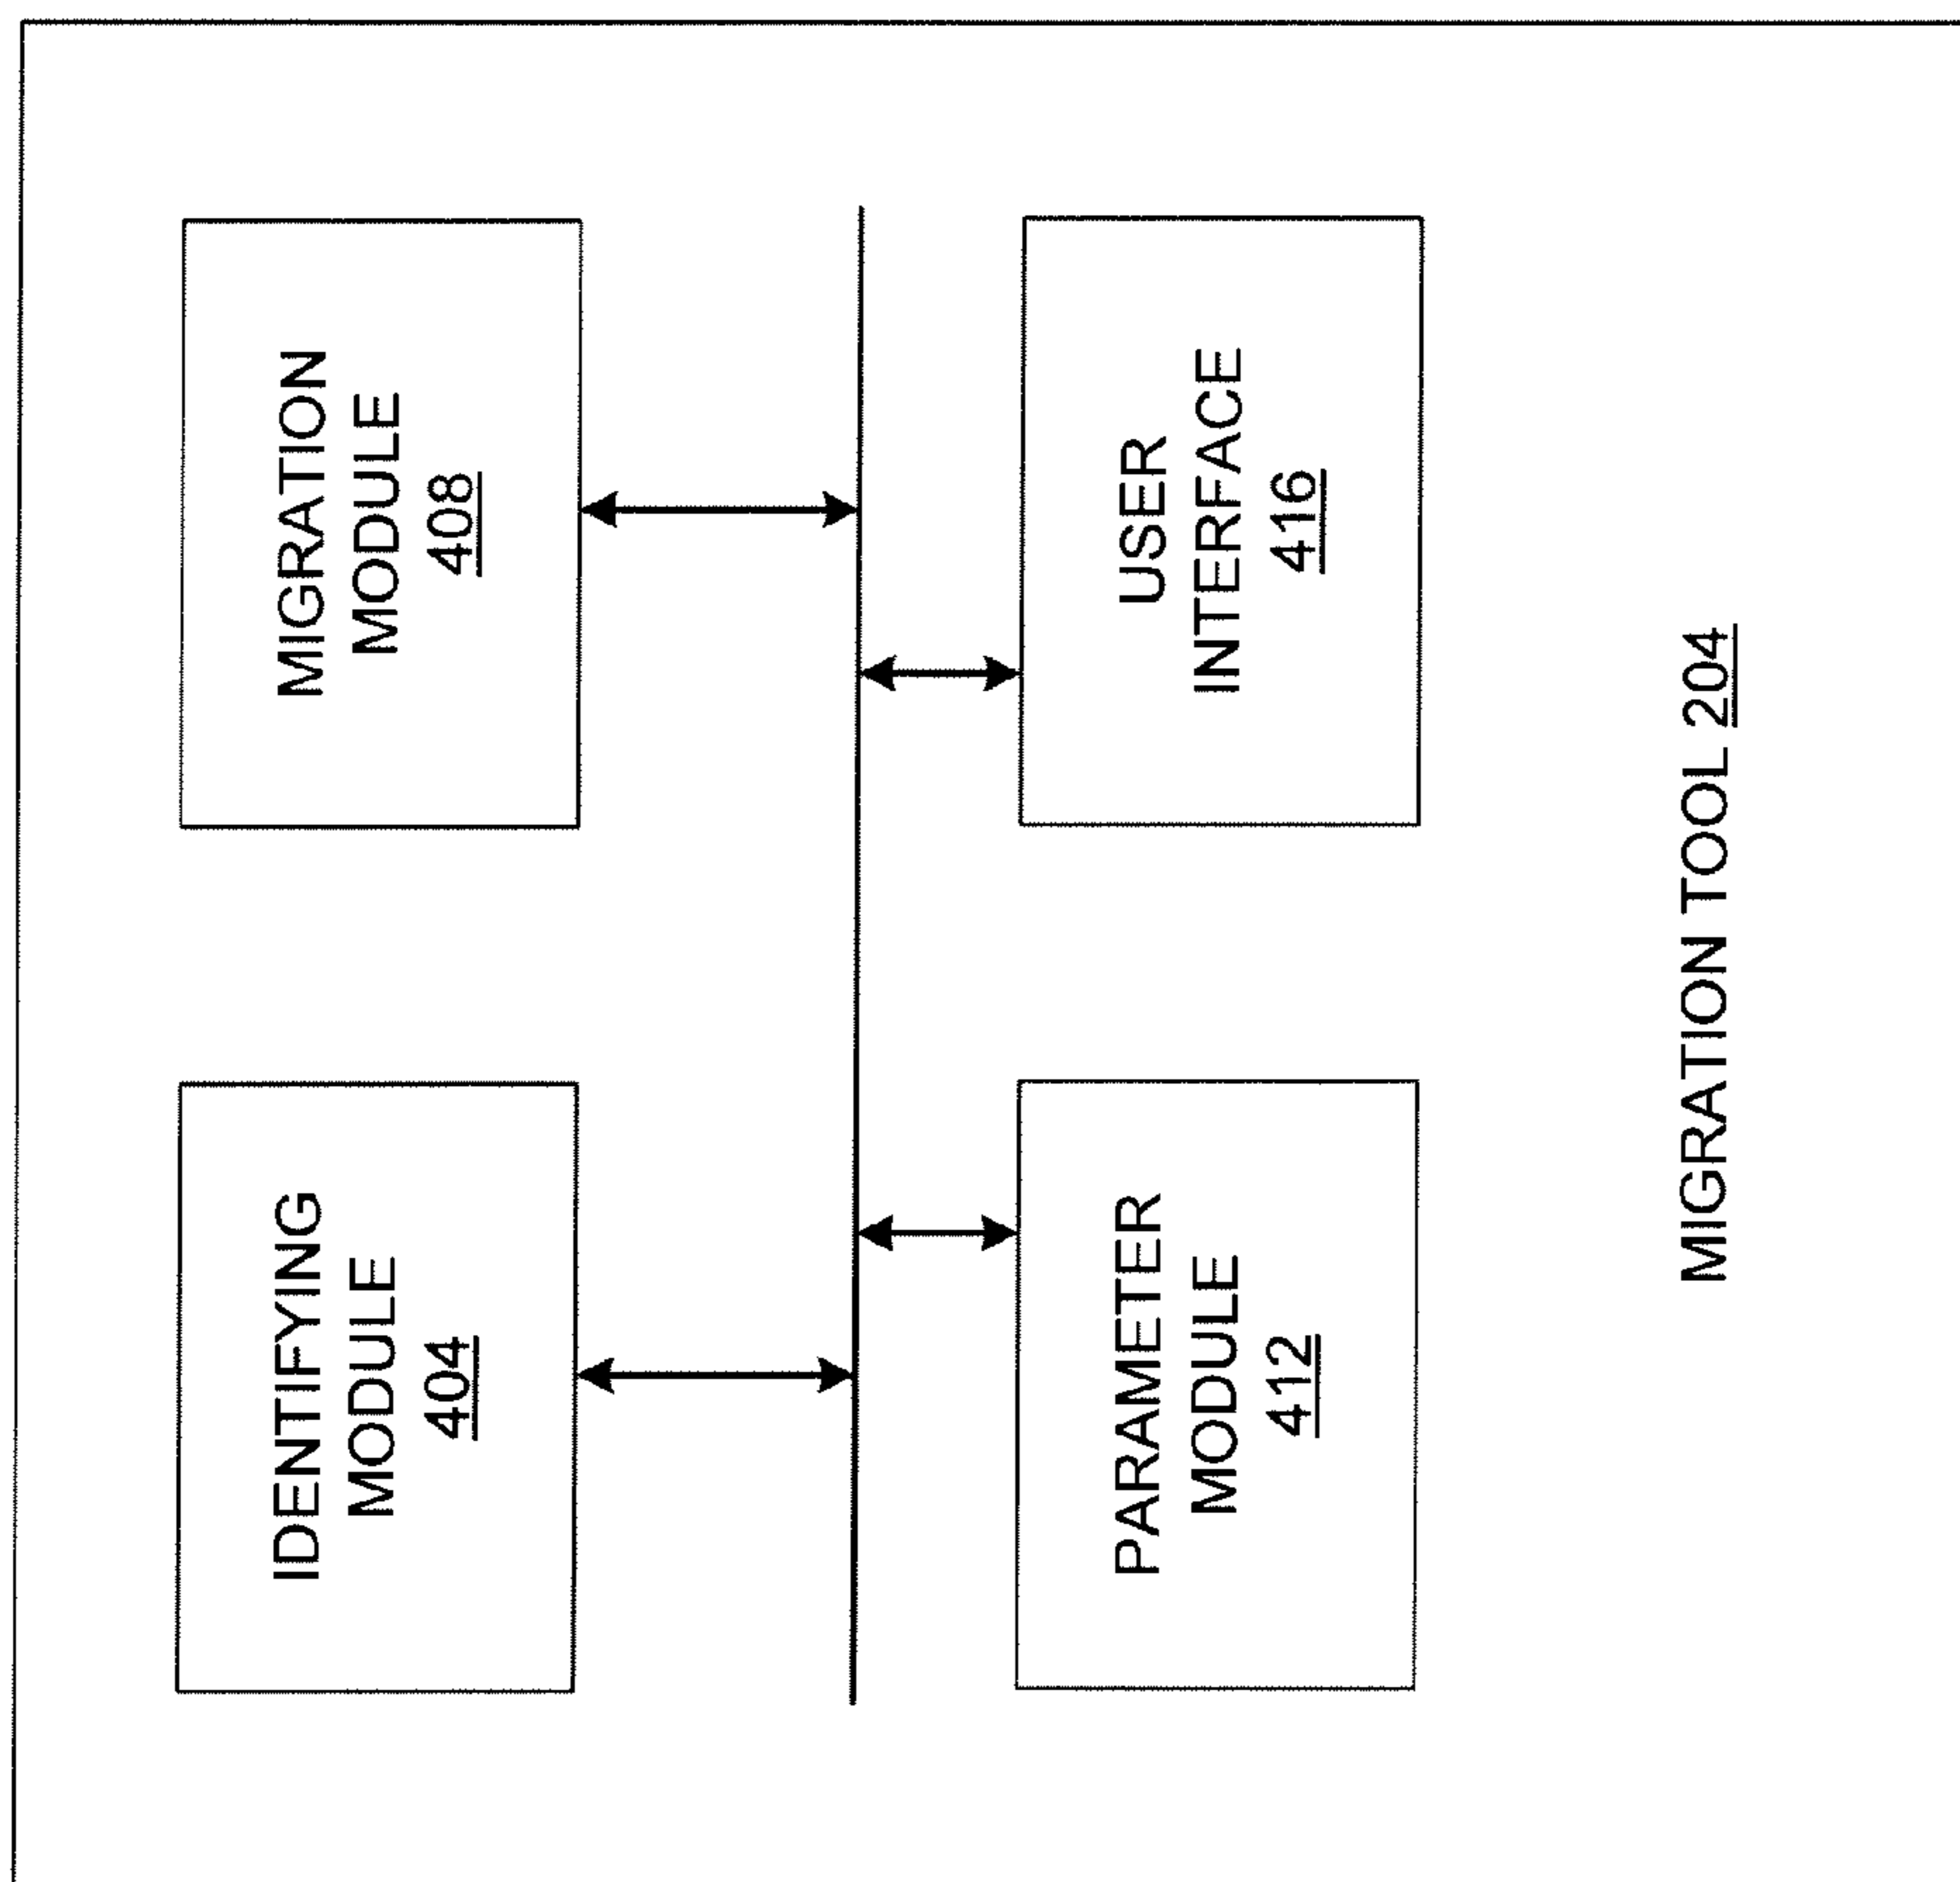 IDENTIFYING
MODULE
404
MIGRATION
MODULE
408
PARAMETER
MODULE
412
USER
INTERFACE
416
MIGRATION TOOL 204